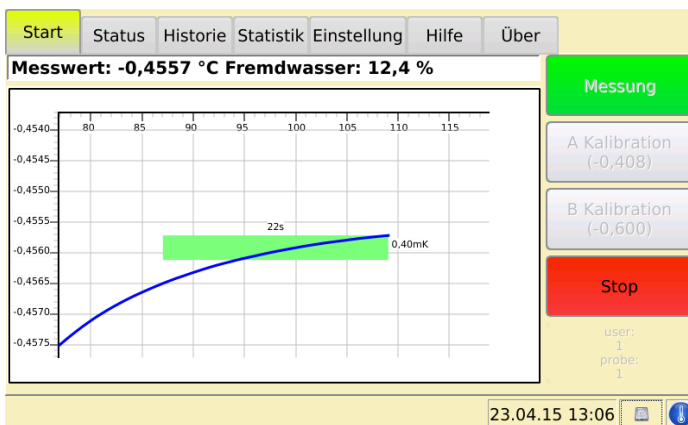 Start Status Historie Statistik Einstellung Hilfe Über
Messwert: -0,4557 °C Fremdwasser: 12,4 %
Messung
80 85 90 95 100 105 110 115
-0,4540
A Kalibration
(-0,408)
-0,4545
-0,4550
B Kalibration
(-0,600)
-0,4555
22s
0,40mK
-0,4560
-0,4565
Stop
-0,4570
-0,4575
user:
1
probe:
1
23.04.15 13:06